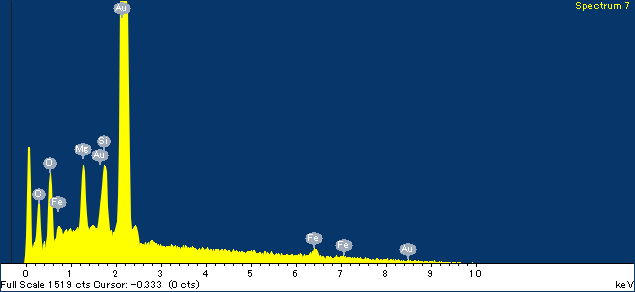 Spectrum 7
Au
Si
Mg
Au
O
O
Fe
Fe
Fe
Au
0 1 2 3 4 5 6 7 8 9 10
Full Scale 1519 cts Cursor: -0.333 (0 cts) keV